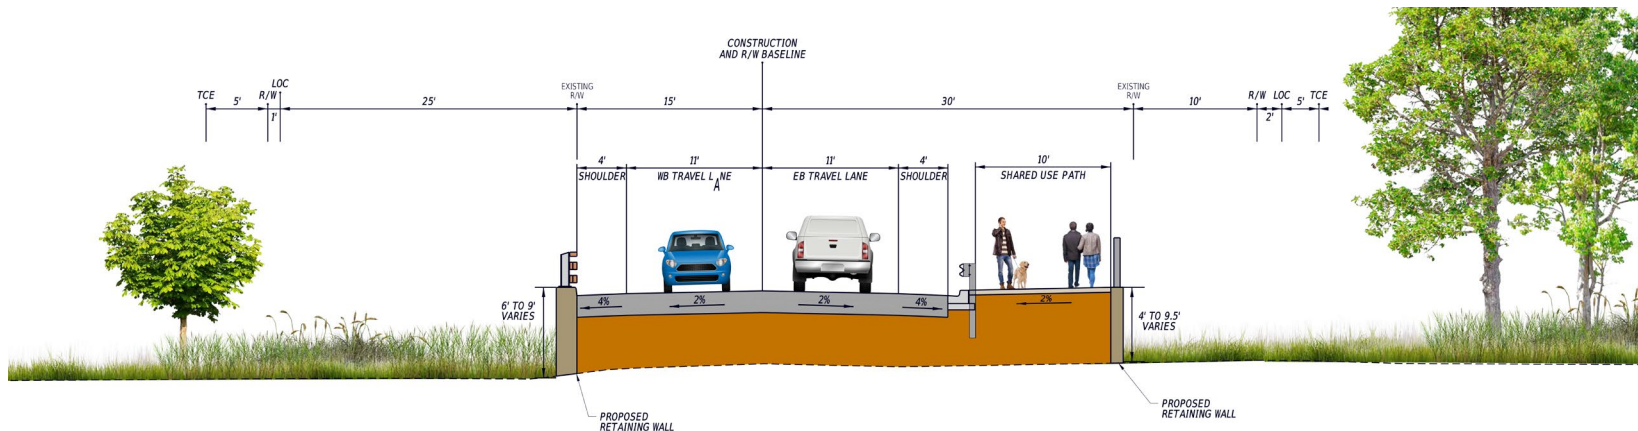 CONSTRUCTION
AND R/W BASELINE
LOC
TCE
R/W
EXISTING
R/W
EXISTING
R/W
R/W
LOC
TCE
5'
1'
25'
15'
30'
10'
2'
5'
4'
11'
11'
4'
10'
SHOULDER
WB TRAVEL L NE
A
EB TRAVEL LANE
SHOULDER
SHARED USE PATH
6' TO 9'
VARIES
4%
2%
2%
4%
2%
4' TO 9.5'
VARIES
PROPOSED
RETAINING WALL
PROPOSED
RETAINING WALL